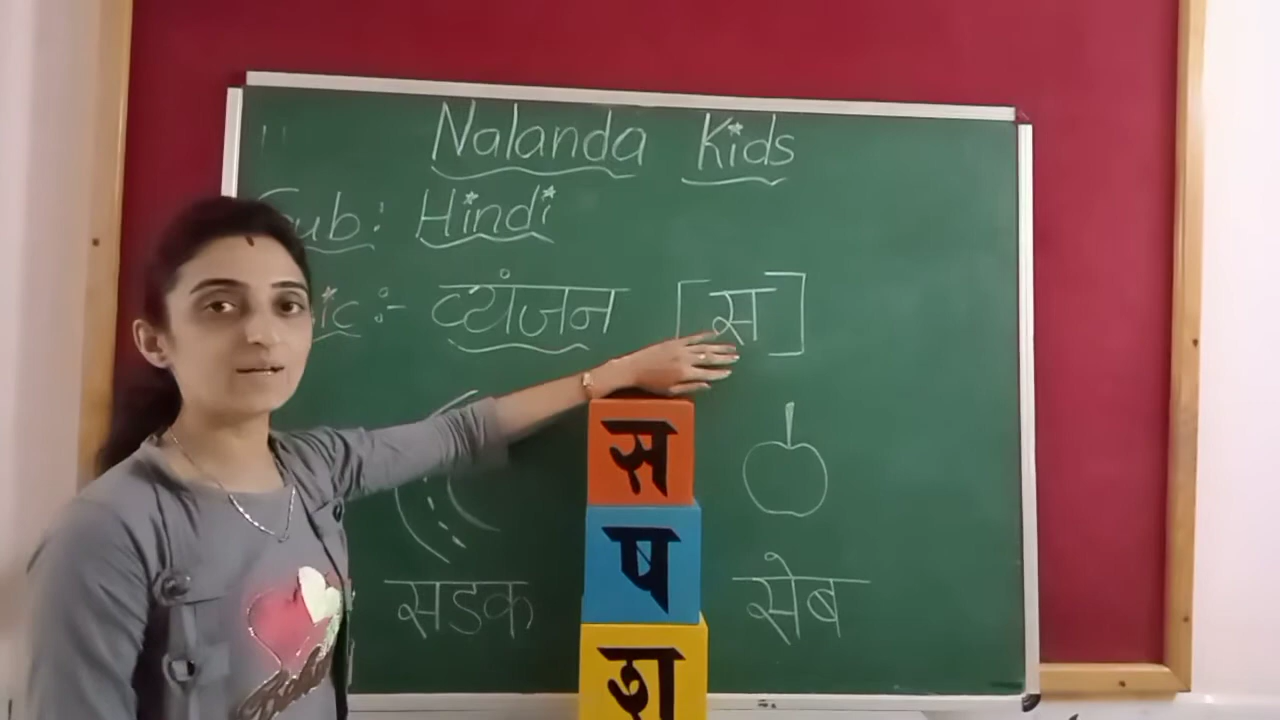 Nalanda Kids
Sub: Hindi
ic :- व्यंजन [स]
स
ष
श
सडक
सेब